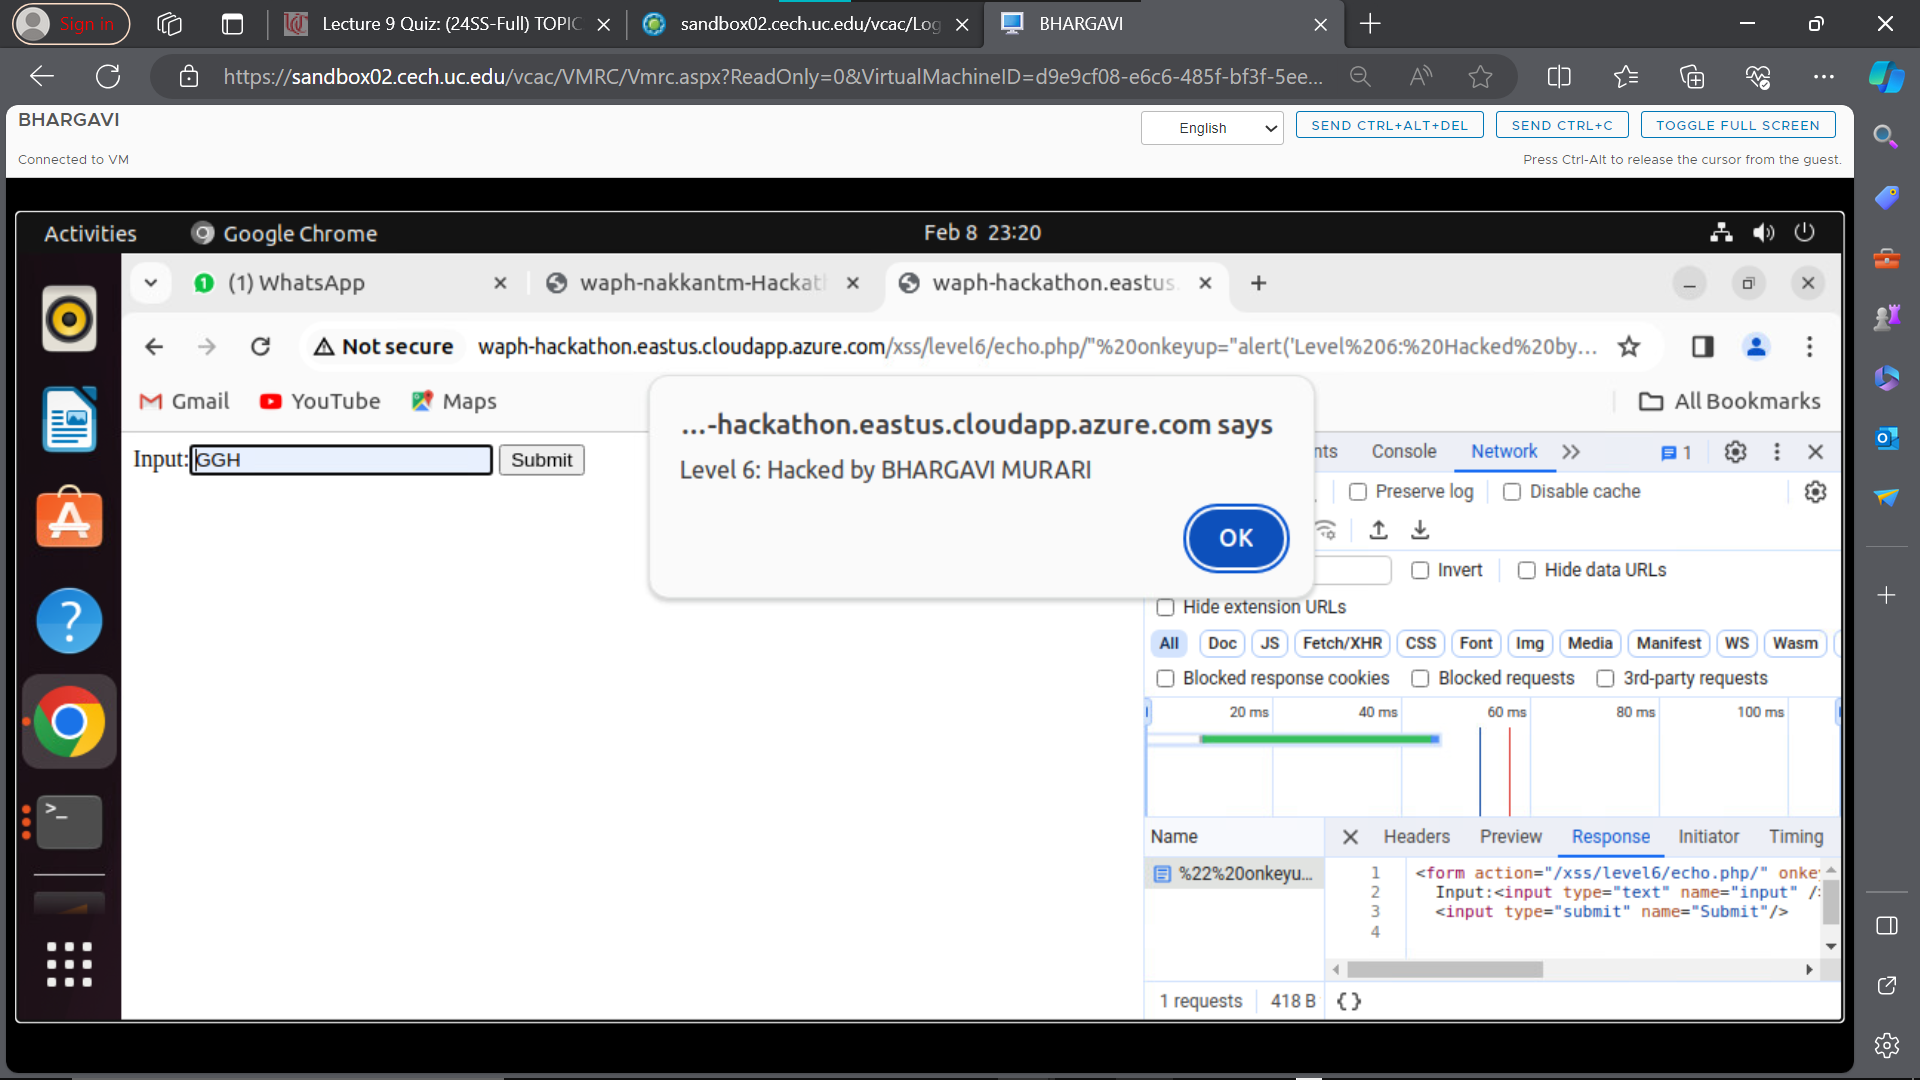 Sign in
Lecture 9 Quiz: (24SS-Full) TOPIC
sandbox02.cech.uc.edu/vcac/Log
BHARGAVI
https://sandbox02.cech.uc.edu/vcac/VMRC/Vmrc.aspx?ReadOnly=0&VirtualMachineID=d9e9cf08-e6c6-485f-bf3f-5ee...
BHARGAVI
English
SEND CTRL+ALT+DEL
SEND CTRL+C
TOGGLE FULL SCREEN
Connected to VM
Press Ctrl-Alt to release the cursor from the guest.
Activities
Google Chrome
Feb 8 23:20
(1) WhatsApp
waph-nakkantm-Hackat
waph-hackathon.eastus.
Not secure
waph-hackathon.eastus.cloudapp.azure.com/xss/level6/echo.php/"%20onkeyup="alert('Level%206:%20Hacked%20by...
Gmail
YouTube
Maps
All Bookmarks
...-hackathon.eastus.cloudapp.azure.com says
Level 6: Hacked by BHARGAVI MURARI
OK
Input:
GGH
Submit
nts
Console
Network
1
Preserve log
Disable cache
Invert
Hide data URLs
Hide extension URLs
All
Doc
JS
Fetch/XHR
CSS
Font
Img
Media
Manifest
WS
Wasm
Blocked response cookies
Blocked requests
3rd-party requests
20 ms
40 ms
60 ms
80 ms
100 ms
Name
Headers
Preview
Response
Initiator
Timing
%22%20onkeyu...
1 <form action="/xss/level6/echo.php/" onke
2 Input:<input type="text" name="input" /
3 <input type="submit" name="Submit"/>
4
1 requests
418 B
{ }